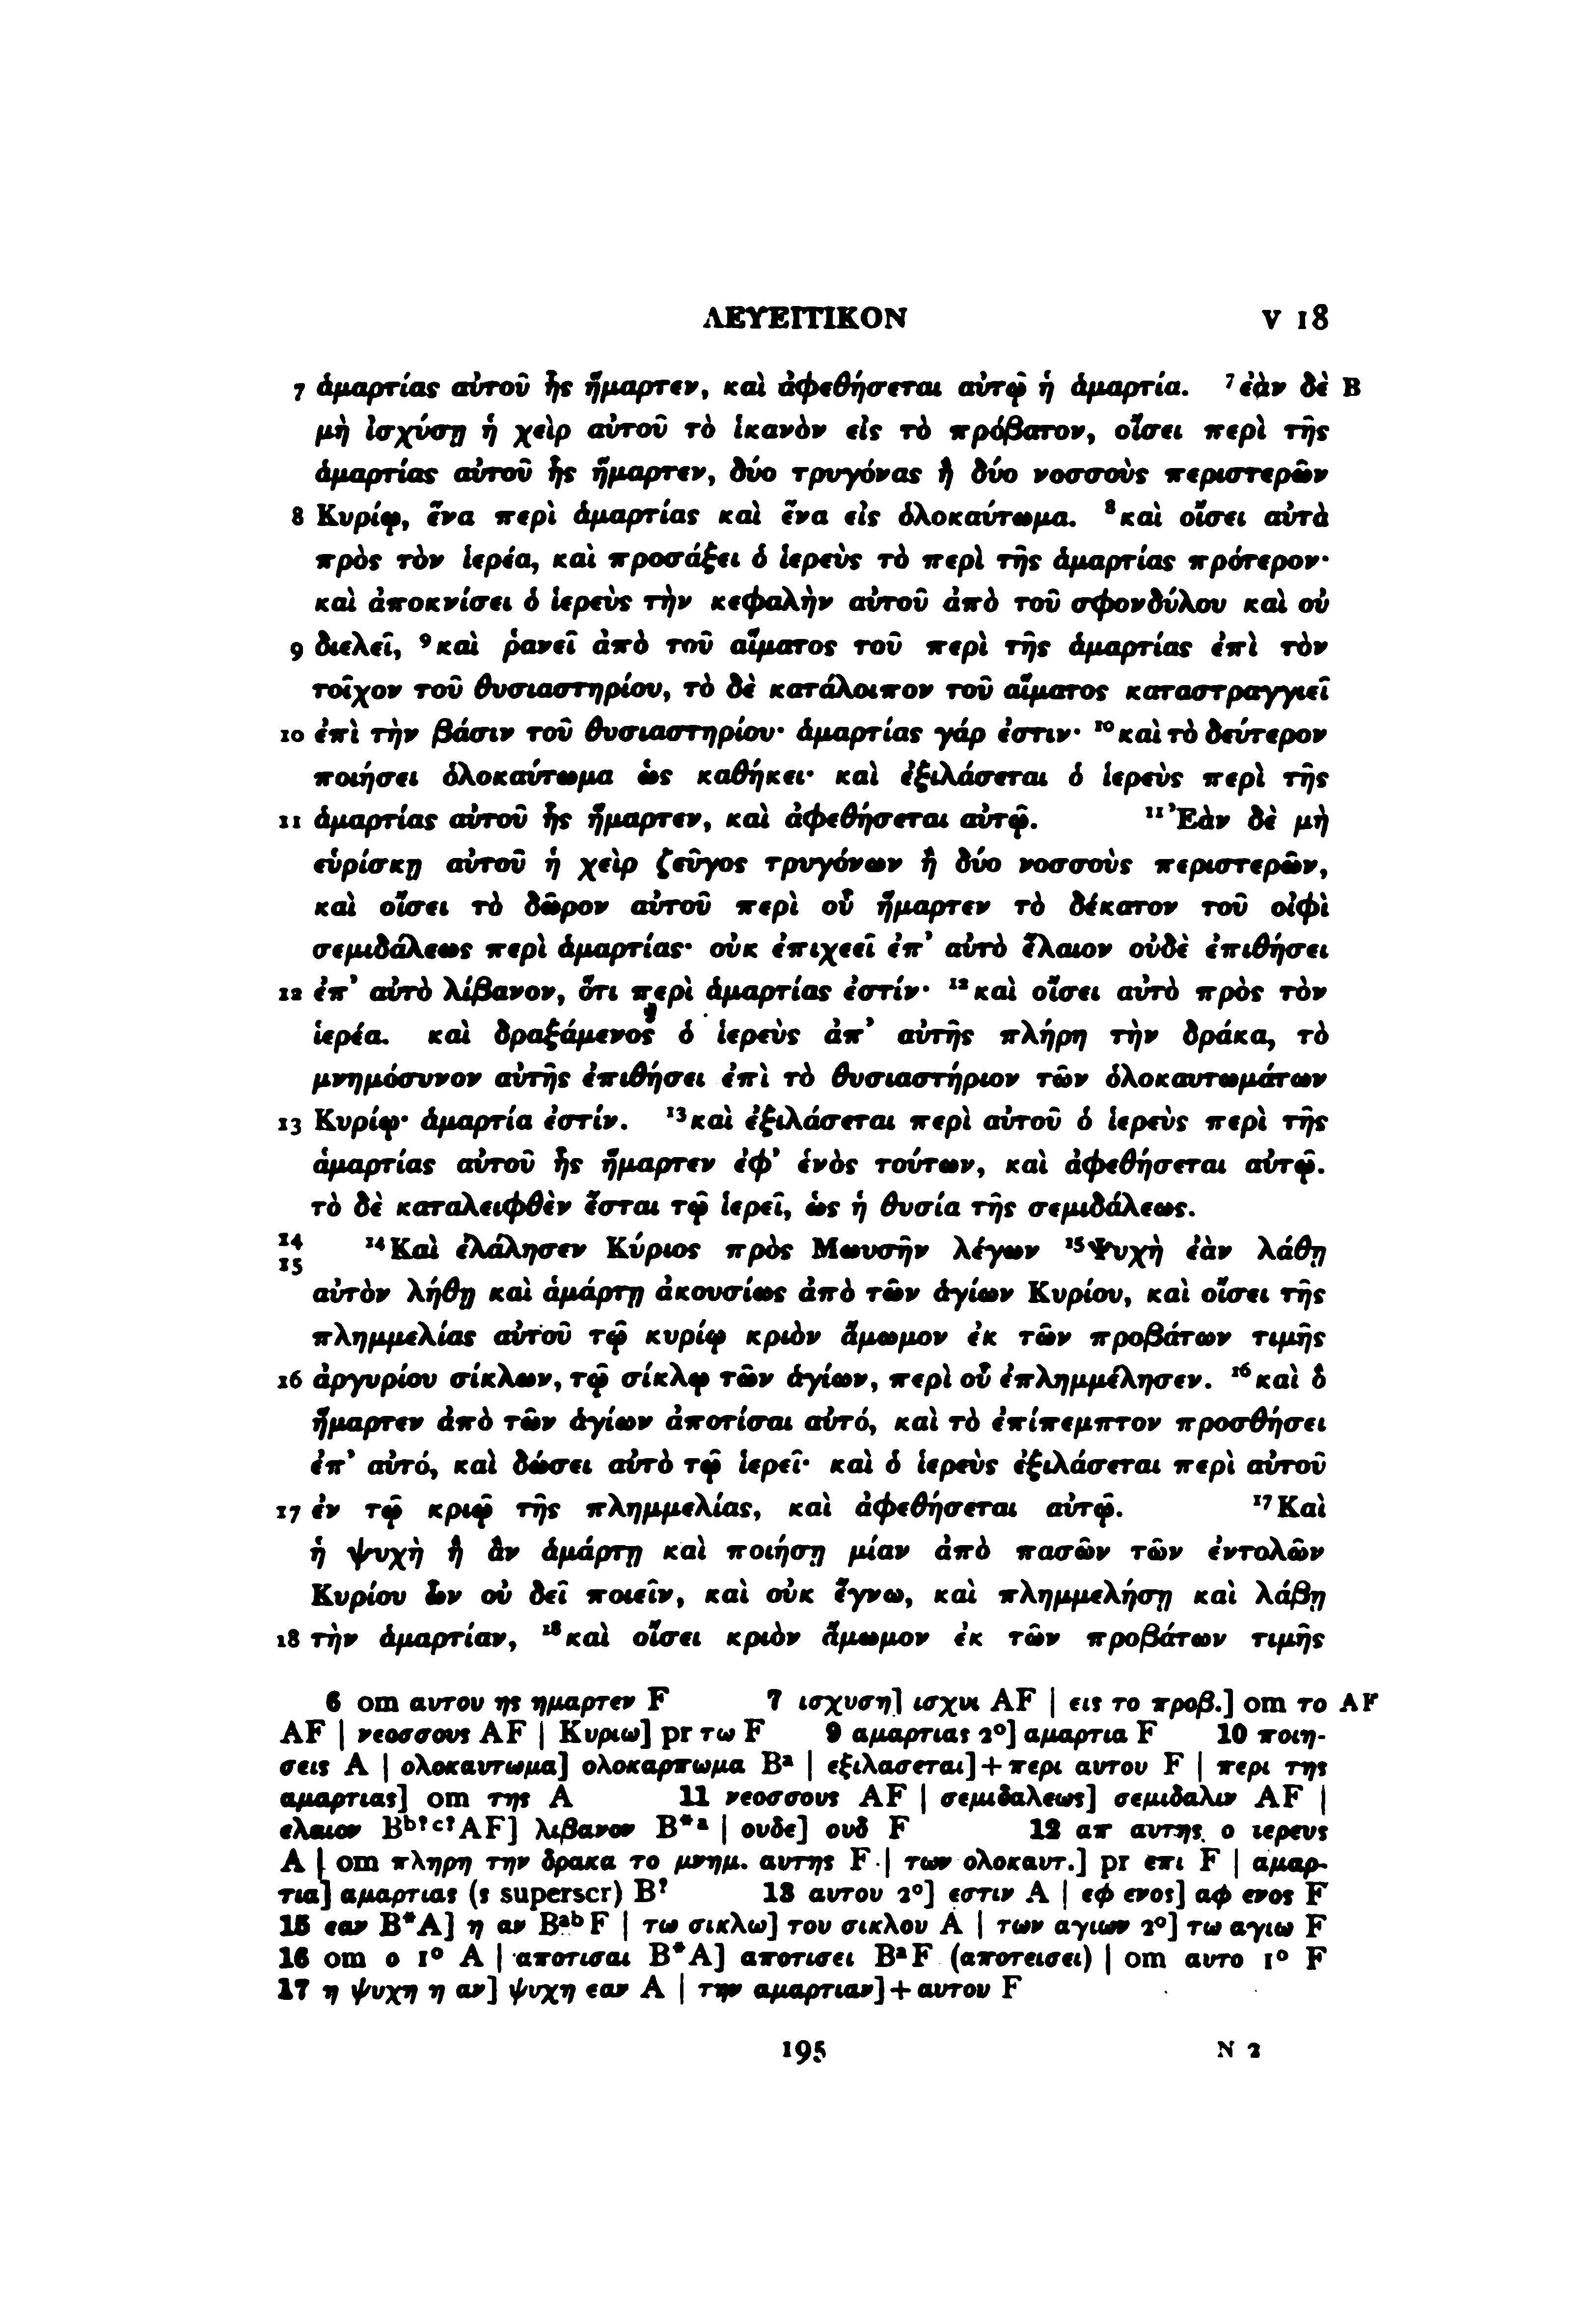 ΛΕΥΕΙΤΙΚΟΝ V 18
7 ἁμαρτίας αὐτοῦ ἧς ἥμαρτεν, καὶ ἀφεθήσεται αὐτῷ ἡ ἁμαρτία. ⁷ἐὰν δὲ B
μὴ ἰσχύσῃ ἡ χεὶρ αὐτοῦ τὸ ἱκανὸν εἰς τὸ πρόβατον, οἴσει περὶ τῆς
ἁμαρτίας αὐτοῦ ἧς ἥμαρτεν, δύο τρυγόνας ἢ δύο νοσσοὺς περιστερῶν
8 Κυρίῳ, ἕνα περὶ ἁμαρτίας καὶ ἕνα εἰς ὁλοκαύτωμα. ⁸καὶ οἴσει αὐτὰ
πρὸς τὸν ἱερέα, καὶ προσάξει ὁ ἱερεὺς τὸ περὶ τῆς ἁμαρτίας πρότερον·
καὶ ἀποκνίσει ὁ ἱερεὺς τὴν κεφαλὴν αὐτοῦ ἀπὸ τοῦ σφονδύλου καὶ οὐ
9 διελεῖ, ⁹καὶ ῥανεῖ ἀπὸ τοῦ αἵματος τοῦ περὶ τῆς ἁμαρτίας ἐπὶ τὸν
τοῖχον τοῦ θυσιαστηρίου, τὸ δὲ κατάλοιπον τοῦ αἵματος καταστραγγιεῖ
10 ἐπὶ τὴν βάσιν τοῦ θυσιαστηρίου· ἁμαρτίας γάρ ἐστιν· ¹⁰καὶ τὸ δεύτερον
ποιήσει ὁλοκαύτωμα ὡς καθήκει· καὶ ἐξιλάσεται ὁ ἱερεὺς περὶ τῆς
11 ἁμαρτίας αὐτοῦ ἧς ἥμαρτεν, καὶ ἀφεθήσεται αὐτῷ. ¹¹Ἐὰν δὲ μὴ
εὑρίσκῃ αὐτοῦ ἡ χεὶρ ζεῦγος τρυγόνων ἢ δύο νοσσοὺς περιστερῶν,
καὶ οἴσει τὸ δῶρον αὐτοῦ περὶ οὗ ἥμαρτεν τὸ δέκατον τοῦ οἰφὶ
σεμιδάλεως περὶ ἁμαρτίας· οὐκ ἐπιχεεῖ ἐπ᾽ αὐτὸ ἔλαιον οὐδὲ ἐπιθήσει
12 ἐπ᾽ αὐτὸ λίβανον, ὅτι περὶ ἁμαρτίας ἐστίν· ¹²καὶ οἴσει αὐτὸ πρὸς τὸν
ἱερέα. καὶ δραξάμενος ὁ ἱερεὺς ἀπ᾽ αὐτῆς πλήρη τὴν δράκα, τὸ
μνημόσυνον αὐτῆς ἐπιθήσει ἐπὶ τὸ θυσιαστήριον τῶν ὁλοκαυτωμάτων
13 Κυρίῳ· ἁμαρτία ἐστίν. ¹³καὶ ἐξιλάσεται περὶ αὐτοῦ ὁ ἱερεὺς περὶ τῆς
ἁμαρτίας αὐτοῦ ἧς ἥμαρτεν ἐφ᾽ ἑνὸς τούτων, καὶ ἀφεθήσεται αὐτῷ.
τὸ δὲ καταλειφθὲν ἔσται τῷ ἱερεῖ, ὡς ἡ θυσία τῆς σεμιδάλεως.
14 ¹⁴Καὶ ἐλάλησεν Κύριος πρὸς Μωυσῆν λέγων ¹⁵Ψυχὴ ἐὰν λάθῃ
15 αὐτὸν λήθῃ καὶ ἁμάρτῃ ἀκουσίως ἀπὸ τῶν ἁγίων Κυρίου, καὶ οἴσει τῆς
πλημμελίας αὐτοῦ τῷ κυρίῳ κριὸν ἄμωμον ἐκ τῶν προβάτων τιμῆς
16 ἀργυρίου σίκλων, τῷ σίκλῳ τῶν ἁγίων, περὶ οὗ ἐπλημμέλησεν. ¹⁶καὶ ὃ
ἥμαρτεν ἀπὸ τῶν ἁγίων ἀποτίσαι αὐτό, καὶ τὸ ἐπίπεμπτον προσθήσει
ἐπ᾽ αὐτό, καὶ δώσει αὐτὸ τῷ ἱερεῖ· καὶ ὁ ἱερεὺς ἐξιλάσεται περὶ αὐτοῦ
17 ἐν τῷ κριῷ τῆς πλημμελίας, καὶ ἀφεθήσεται αὐτῷ. ¹⁷Καὶ
ἡ ψυχὴ ἣ ἂν ἁμάρτῃ καὶ ποιήσῃ μίαν ἀπὸ πασῶν τῶν ἐντολῶν
Κυρίου ὧν οὐ δεῖ ποιεῖν, καὶ οὐκ ἔγνω, καὶ πλημμελήσῃ καὶ λάβῃ
18 τὴν ἁμαρτίαν, ¹⁸καὶ οἴσει κριὸν ἄμωμον ἐκ τῶν προβάτων τιμῆς
6 om αυτου ης ημαρτεν F 7 ισχυση] ισχυι AF | εις το προβ.] om το AF
AF | νεοσσους AF | Κυριω] pr τω F 9 αμαρτιας 2°] αμαρτια F 10 ποιη-
σεις A | ολοκαυτωμα] ολοκαρπωμα Bᵃ | εξιλασεται]+περι αυτου F | περι της
αμαρτιας] om της A 11 νεοσσους AF | σεμιδαλεως] σεμιδαλιν AF |
ελαιον Bᵇ?ᶜ?AF] λιβανον B*ᵃ | ουδε] ουδ F 12 απ αυτης ο ιερευς
A | om πληρη την δρακα το μνημ. αυτης F | των ολοκαυτ.] pr επι F | αμαρ-
τια] αμαρτιας (ς superscr) B? 13 αυτου 2°] εστιν A | εφ ενος] αφ ενος F
15 εαν B*A] η αν BᵃᵇF | τω σικλω] του σικλου A | των αγιων 2°] τω αγιω F
16 om ο 1° A | αποτισαι B*A] αποτισει BᵃF (αποτεισει) | om αυτο 1° F
17 η ψυχη η αν] ψυχη εαν A | την αμαρτιαν]+αυτου F
195 N 2